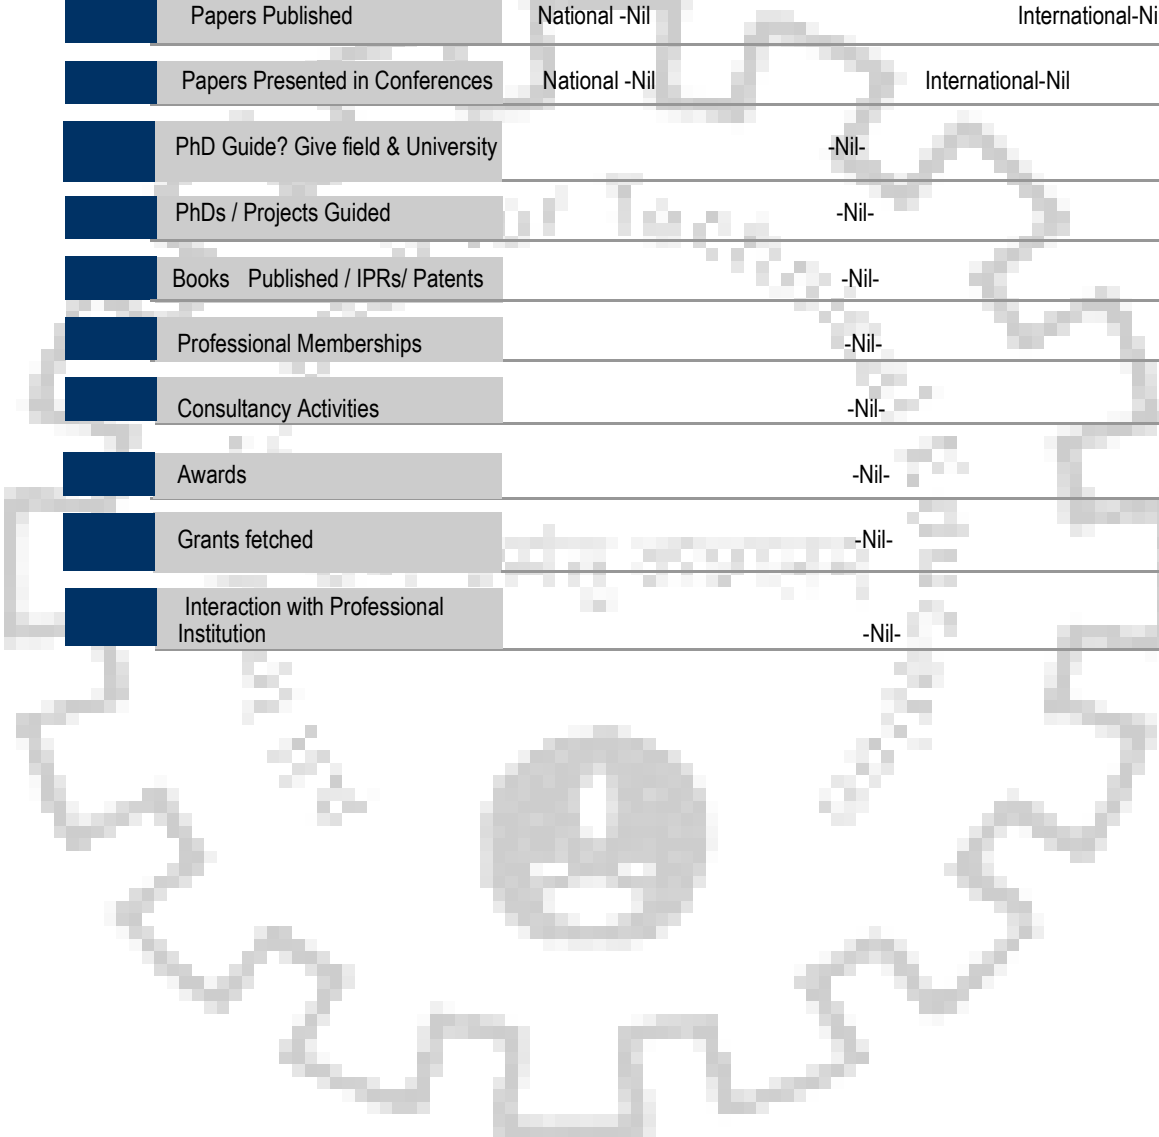 Papers Published National -Nil International-Ni
Papers Presented in Conferences National -Nil International-Nil
PhD Guide? Give field & University -Nil-
PhDs / Projects Guided -Nil-
Books Published / IPRs/ Patents -Nil-
Professional Memberships -Nil-
Consultancy Activities -Nil-
Awards -Nil-
Grants fetched -Nil-
Interaction with Professional
Institution -Nil-